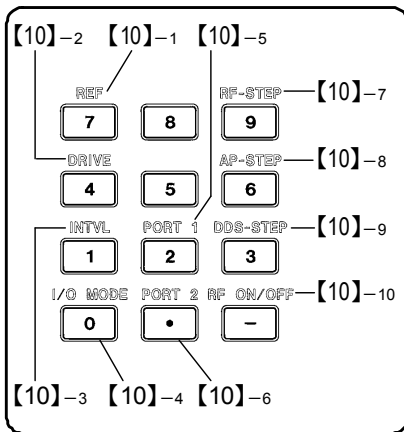 【10】–2 【10】–1 【10】–5
REF RF-STEP 【10】–7
7 8 9
DRIVE AP-STEP 【10】–8
4 5 6
INTVL PORT 1 DDS-STEP 【10】–9
1 2 3
I/O MODE PORT 2 RF ON/OFF 【10】–10
0 • –
【10】–3 【10】–4 【10】–6